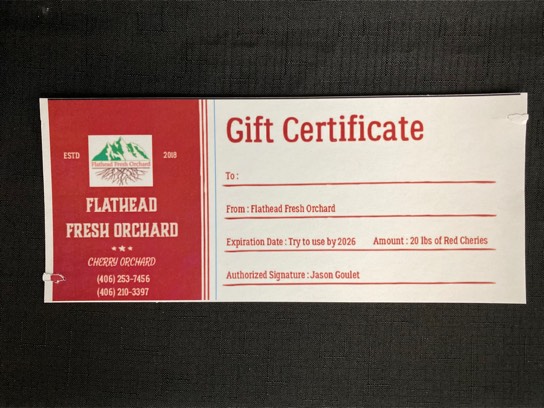 ESTD 2018
Flathead Fresh Orchard
FLATHEAD
FRESH ORCHARD
CHERRY ORCHARD
(406) 253-7456
(406) 210-3397
Gift Certificate
To :
From : Flathead Fresh Orchard
Expiration Date : Try to use by 2026 Amount : 20 lbs of Red Cheries
Authorized Signature : Jason Goulet